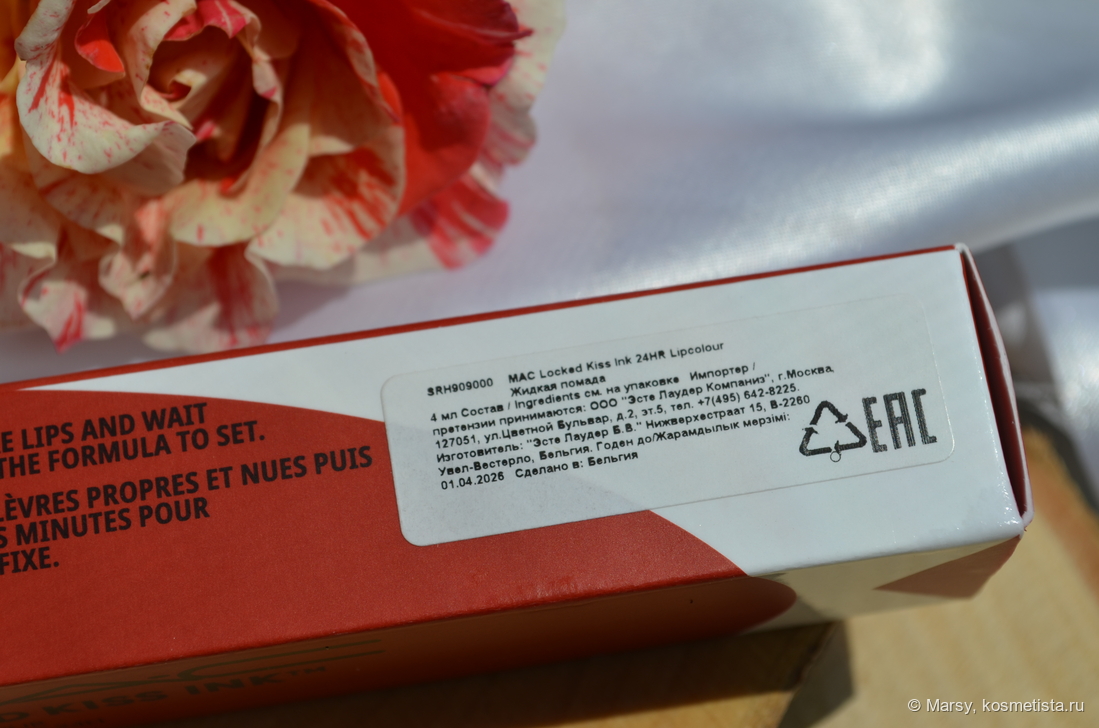 E LIPS AND WAIT
THE FORMULA TO SET.
LÈVRES PROPRES ET NUES PUIS
S MINUTES POUR
FIXE.
SRH909000 MAC Locked Kiss Ink 24HR Lipcolour
Жидкая помада
4 мл Состав / Ingredients см. на упаковке Импортер /
претензии принимаются: ООО "Эсте Лаудер Компаниз", г.Москва,
127051, ул.Цветной Бульвар, д.2, эт.5, тел. +7(495) 642-8225.
Изготовитель: "Эсте Лаудер Б.В." Нижверхестраат 15, B-2260
Увел-Вестерло, Бельгия. Годен до/Жарамдылық мерзімі:
01.04.2026 Сделано в: Бельгия
EAC
D KISS INK™
© Marsy, kosmetista.ru